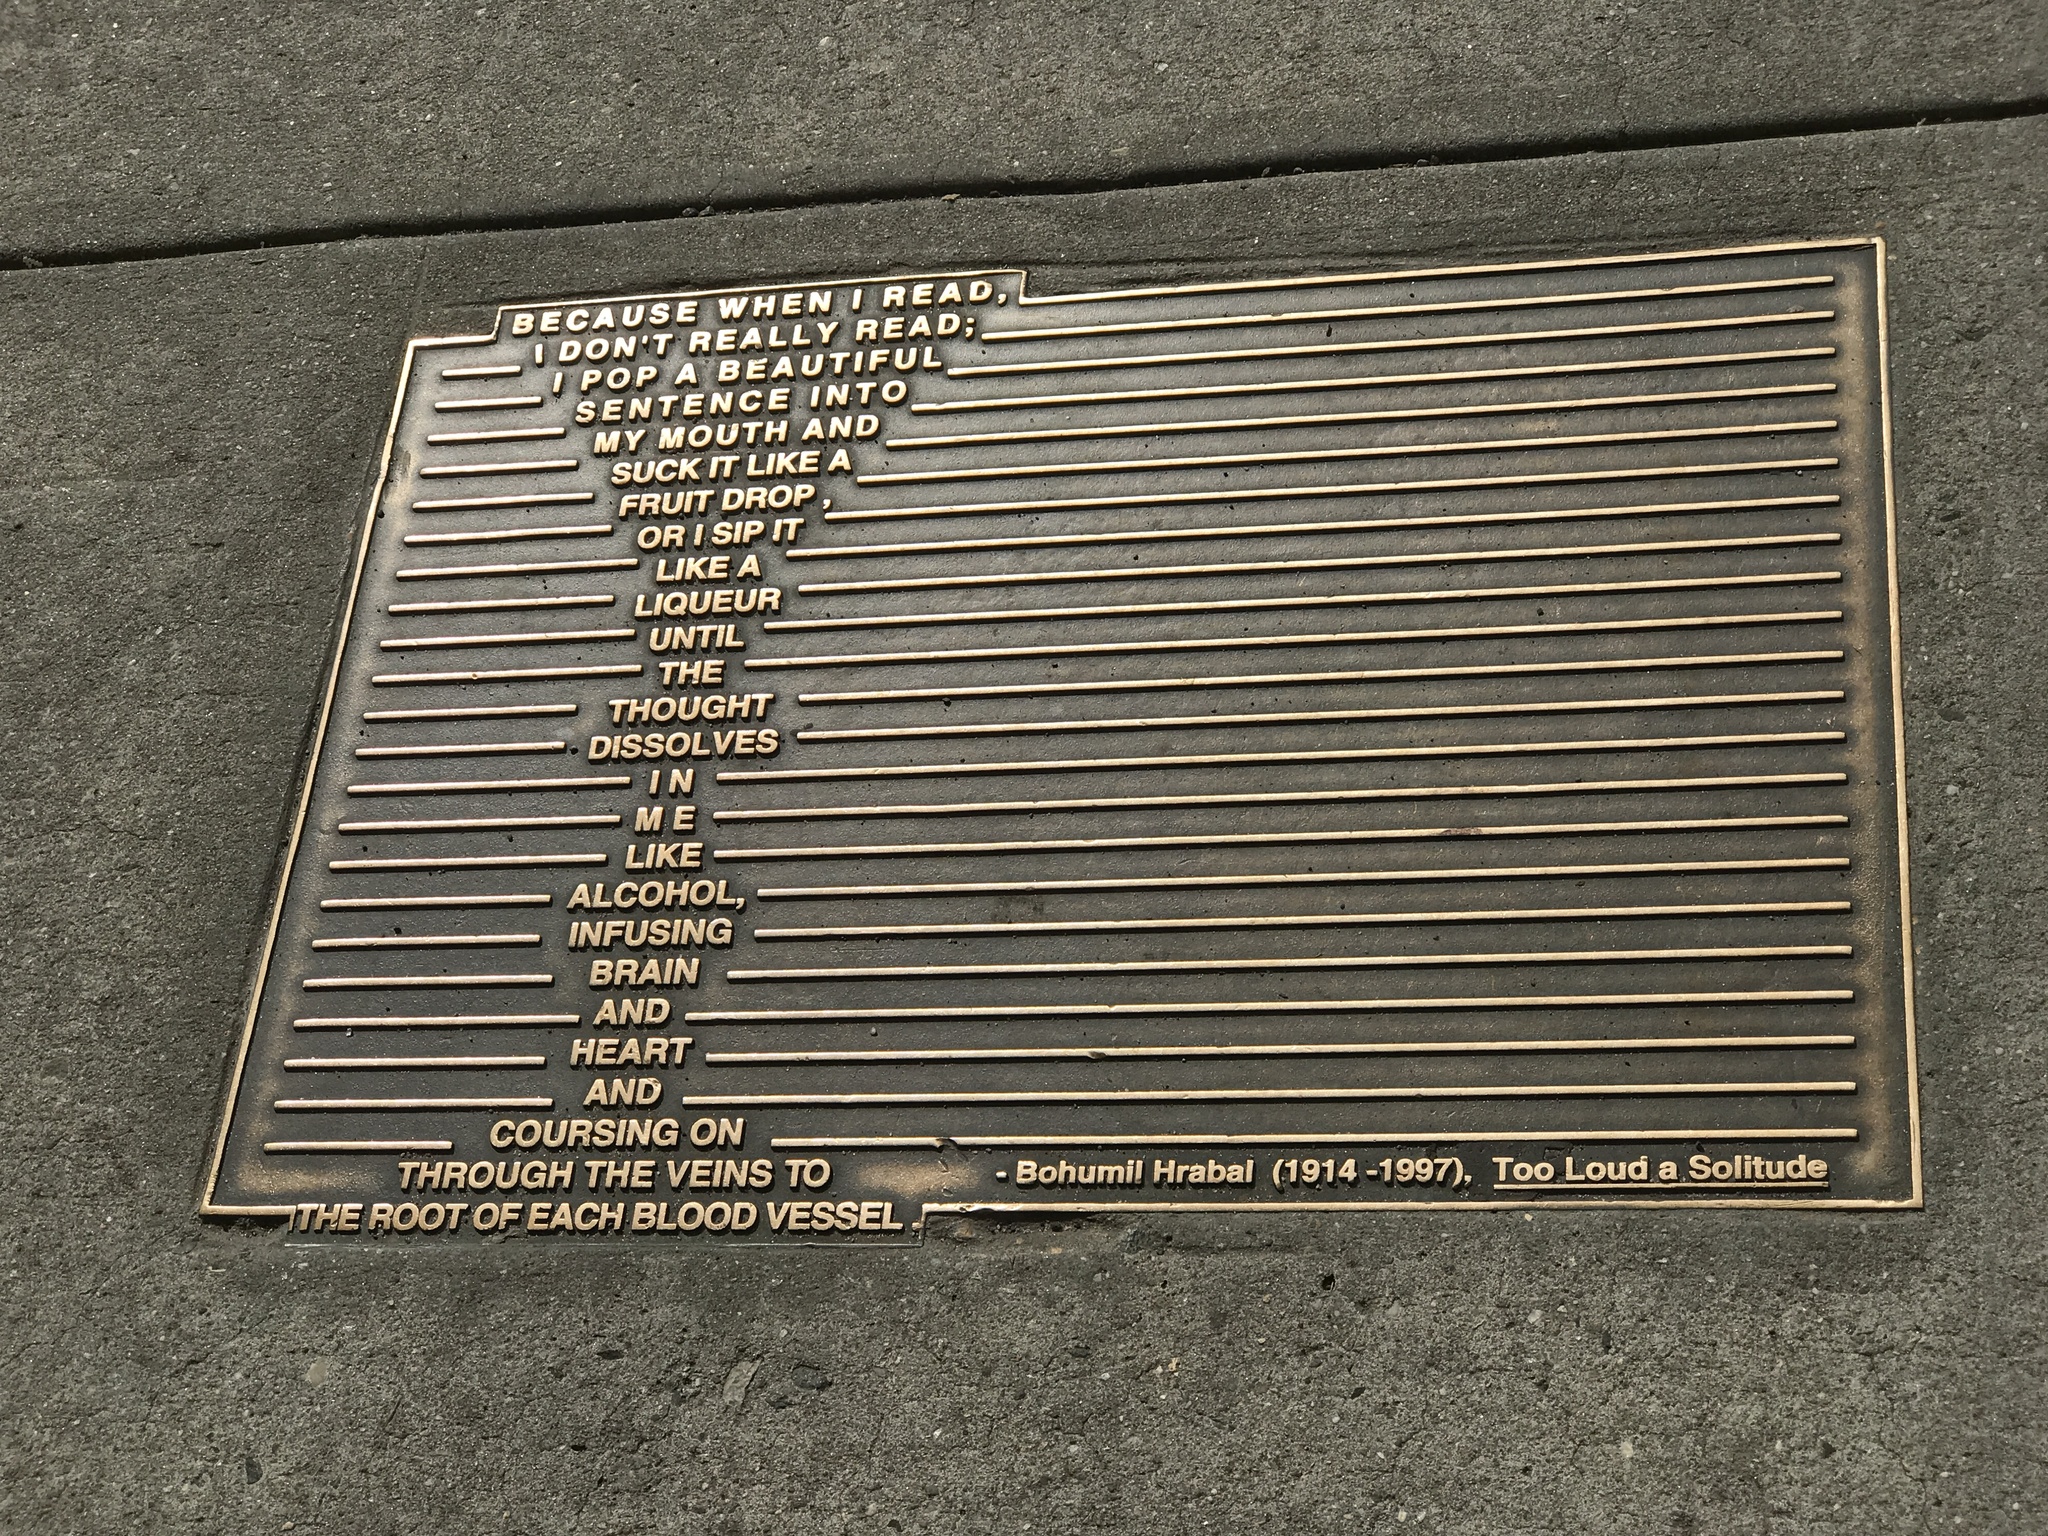 BECAUSE WHEN I READ,
I DON'T REALLY READ;
I POP A BEAUTIFUL
SENTENCE INTO
MY MOUTH AND
SUCK IT LIKE A
FRUIT DROP,
OR I SIP IT
LIKE A
LIQUEUR
UNTIL
THE
THOUGHT
DISSOLVES
IN
ME
LIKE
ALCOHOL,
INFUSING
BRAIN
AND
HEART
AND
COURSING ON
THROUGH THE VEINS TO
THE ROOT OF EACH BLOOD VESSEL.
- Bohumil Hrabal (1914 -1997), Too Loud a Solitude